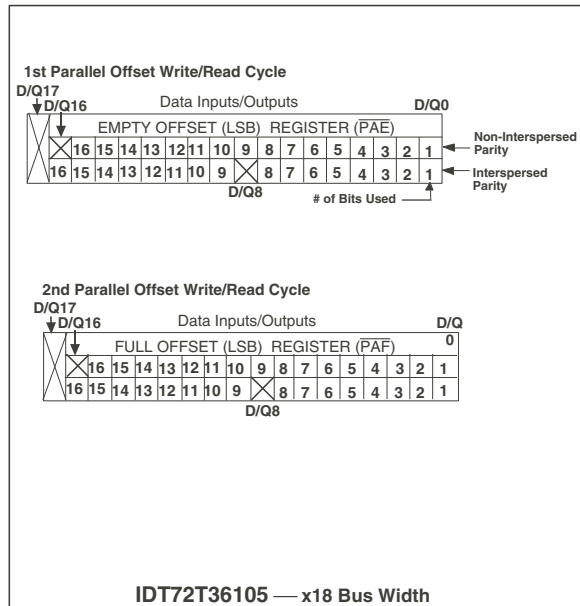 1st Parallel Offset Write/Read Cycle
D/Q17
D/Q16 Data Inputs/Outputs D/Q0
EMPTY OFFSET (LSB) REGISTER (PAE)
16 15 14 13 12 11 10 9 8 7 6 5 4 3 2 1
Non-Interspersed
Parity
16 15 14 13 12 11 10 9 8 7 6 5 4 3 2 1
Interspersed
Parity
D/Q8
# of Bits Used
2nd Parallel Offset Write/Read Cycle
D/Q17
D/Q16 Data Inputs/Outputs D/Q
0
FULL OFFSET (LSB) REGISTER (PAF)
16 15 14 13 12 11 10 9 8 7 6 5 4 3 2 1
16 15 14 13 12 11 10 9 8 7 6 5 4 3 2 1
D/Q8
IDT72T36105 — x18 Bus Width